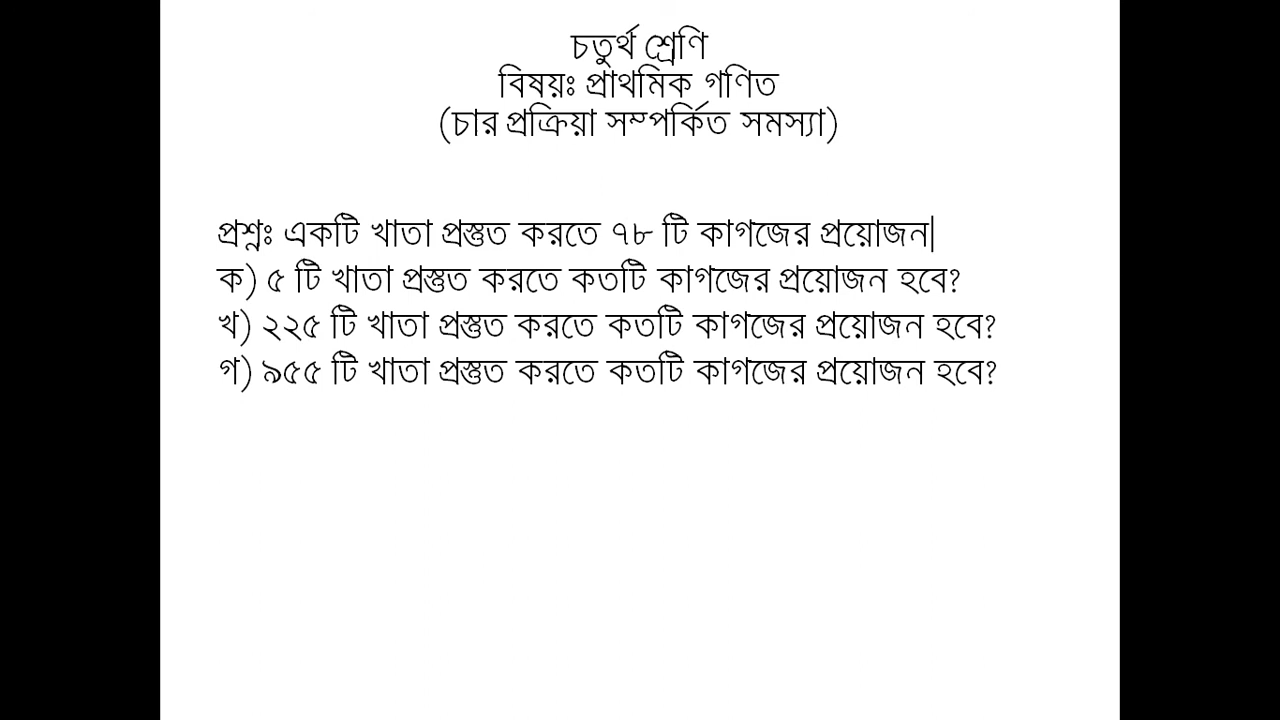 চতুর্থ শ্রেণি
বিষয়ঃ প্রাথমিক গণিত
(চার প্রক্রিয়া সম্পর্কিত সমস্যা)
প্রশ্নঃ একটি খাতা প্রস্তুত করতে ৭৮ টি কাগজের প্রয়োজন|
ক) ৫ টি খাতা প্রস্তুত করতে কতটি কাগজের প্রয়োজন হবে?
খ) ২২৫ টি খাতা প্রস্তুত করতে কতটি কাগজের প্রয়োজন হবে?
গ) ৯৫৫ টি খাতা প্রস্তুত করতে কতটি কাগজের প্রয়োজন হবে?